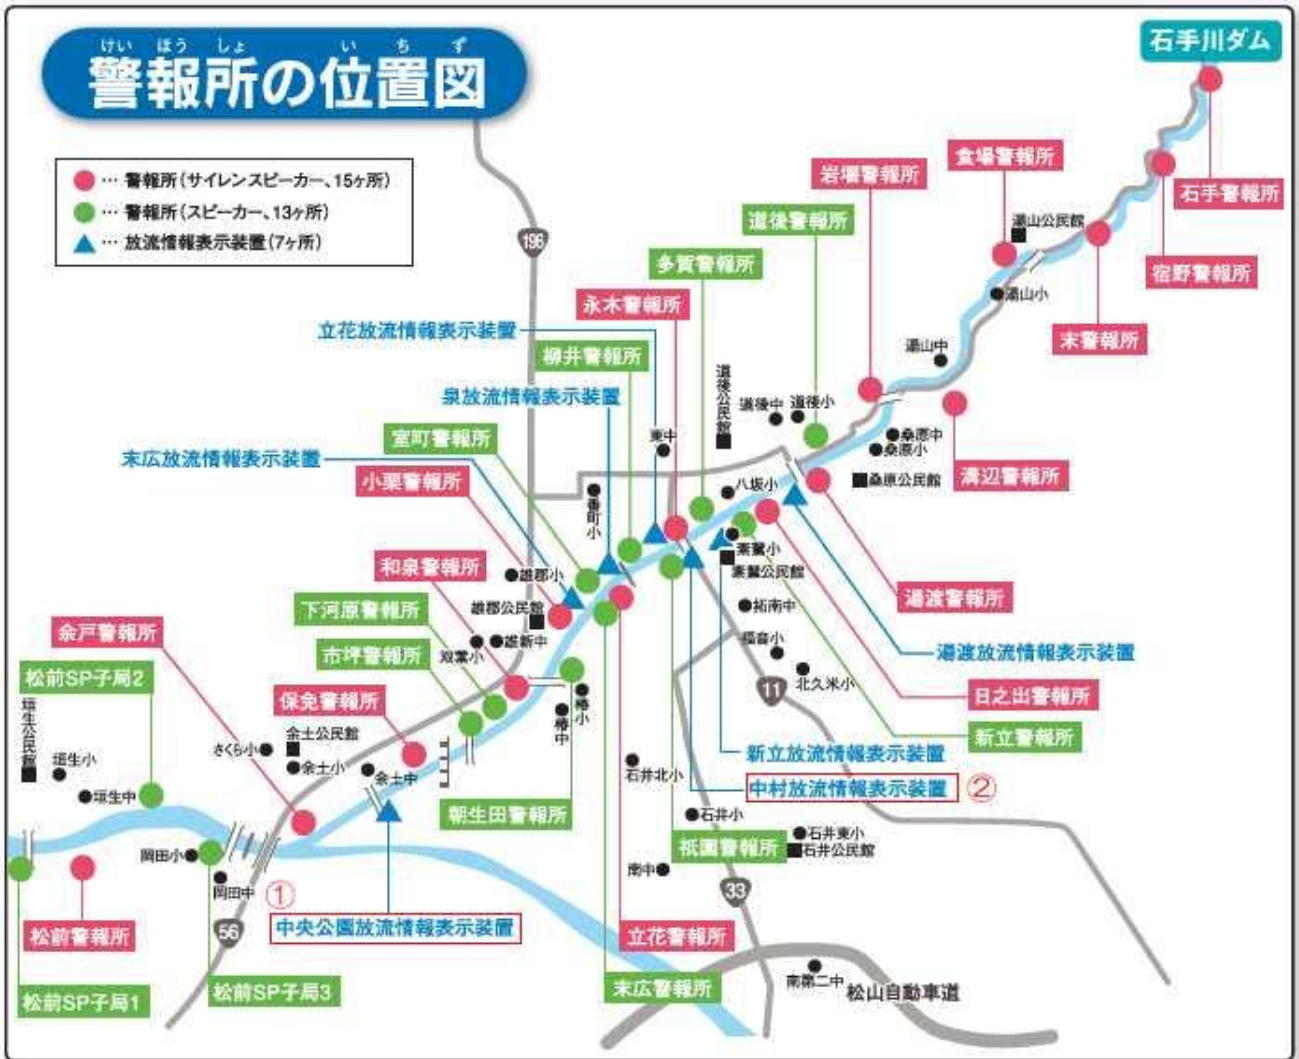 けい ほう しょ い ち ず
警報所の位置図
石手川ダム
… 警報所(サイレンスピーカー、15ヶ所)
… 警報所(スピーカー、13ヶ所)
… 放流情報表示装置(7ヶ所)
食場警報所
岩堰警報所
石手警報所
道後警報所
湯山公民館
196
多賀警報所
宿野警報所
永木警報所
湯山小
立花放流情報表示装置
末警報所
柳井警報所
湯山中
道後公民館
泉放流情報表示装置
道後中
道後小
室町警報所
東中
桑原中
桑原小
末広放流情報表示装置
小栗警報所
八坂小
桑原公民館
溝辺警報所
番町小
素鵞小
和泉警報所
雄郡小
素鵞公民館
湯渡警報所
下河原警報所
雄郡公民館
拓南中
余戸警報所
双葉小
雄新中
福音小
市坪警報所
湯渡放流情報表示装置
松前SP子局2
北久米小
11
日之出警報所
保免警報所
椿小
椿中
垣生公民館
余土公民館
新立警報所
さくら小
新立放流情報表示装置
垣生小
余土小
余土中
石井北小
中村放流情報表示装置 ②
垣生中
朝生田警報所
石井小
石井東小
岡田小
祇園警報所
石井公民館
南中
岡田中
①
33
中央公園放流情報表示装置
56
松前警報所
立花警報所
南第二中
松山自動車道
松前SP子局1
松前SP子局3
末広警報所